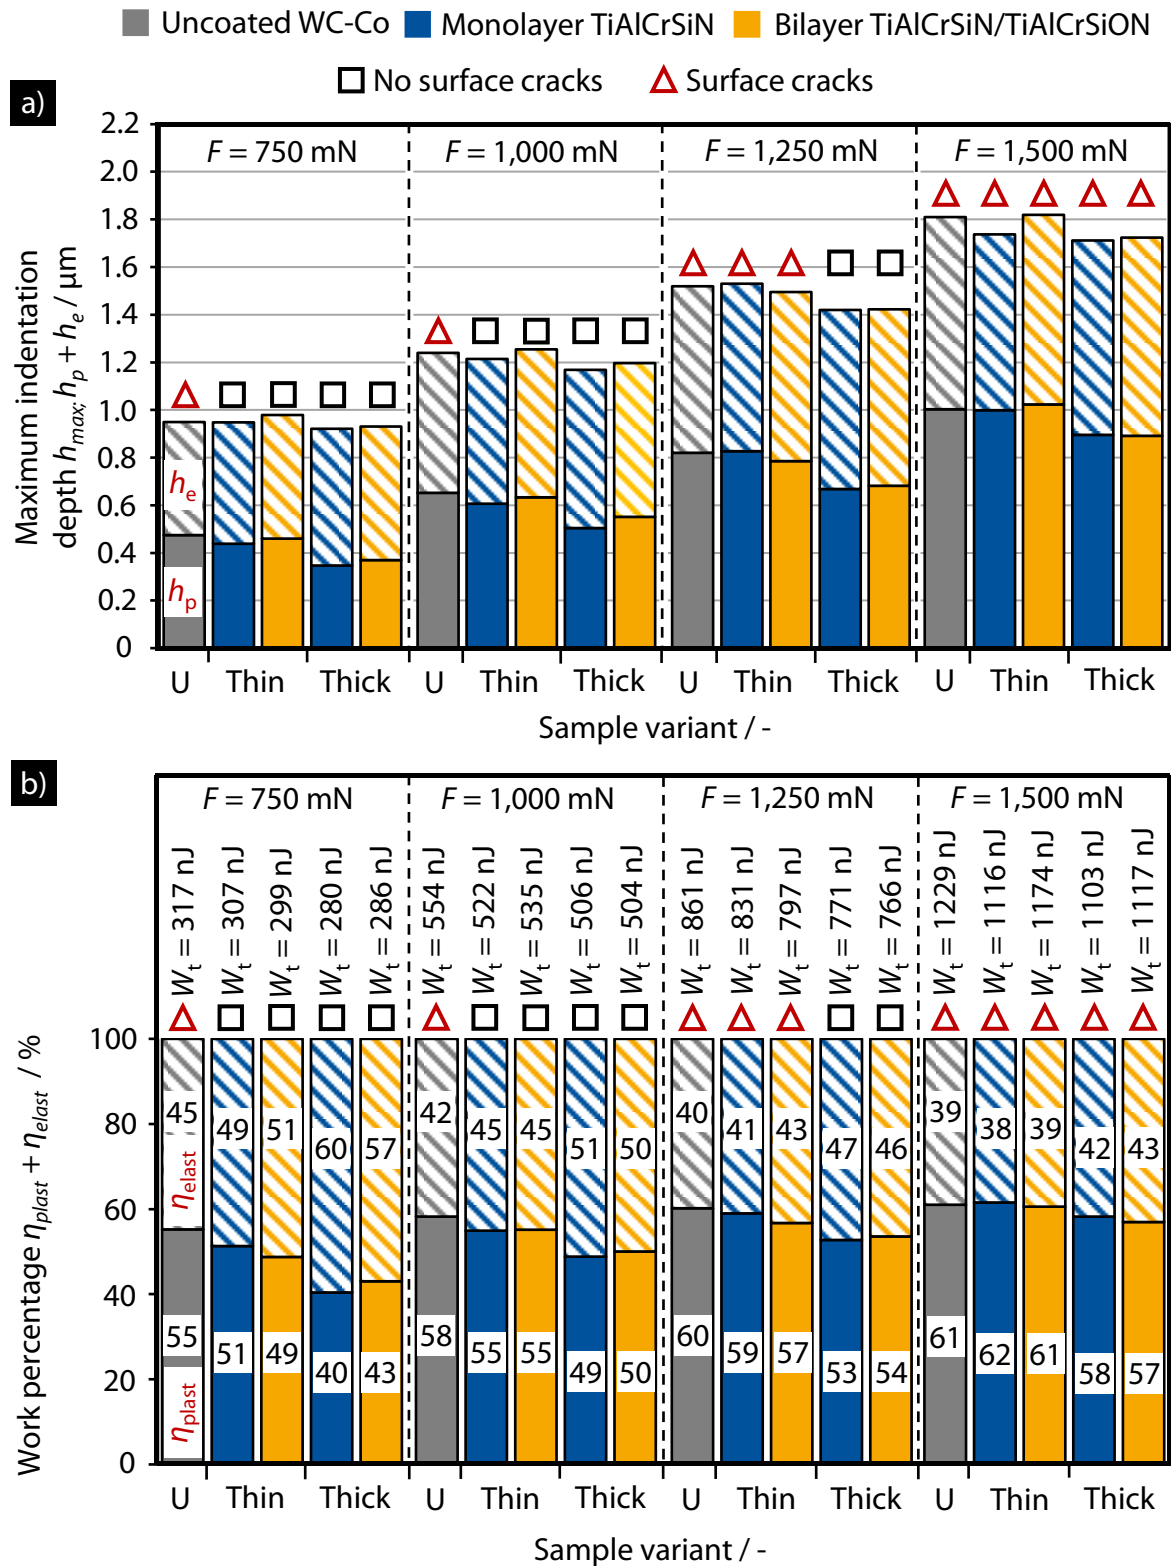 Uncoated WC-Co Monolayer TiAlCrSiN Bilayer TiAlCrSiN/TiAlCrSiON
No surface cracks Surface cracks
a)
Maximum indentation
depth h_max; h_p + h_e / µm
2.2
2.0
1.8
1.6
1.4
1.2
1.0
0.8
0.6
0.4
0.2
0
F = 750 mN F = 1,000 mN F = 1,250 mN F = 1,500 mN
h_e
h_p
U Thin Thick U Thin Thick U Thin Thick U Thin Thick
Sample variant / -
b)
Work percentage η_plast + η_elast / %
F = 750 mN F = 1,000 mN F = 1,250 mN F = 1,500 mN
W_t = 317 nJ
W_t = 307 nJ
W_t = 299 nJ
W_t = 280 nJ
W_t = 286 nJ
W_t = 554 nJ
W_t = 522 nJ
W_t = 535 nJ
W_t = 506 nJ
W_t = 504 nJ
W_t = 861 nJ
W_t = 831 nJ
W_t = 797 nJ
W_t = 771 nJ
W_t = 766 nJ
W_t = 1229 nJ
W_t = 1116 nJ
W_t = 1174 nJ
W_t = 1103 nJ
W_t = 1117 nJ
100
80
60
40
20
0
45 49 51 60 57 42 45 45 51 50 40 41 43 47 46 39 38 39 42 43
η_elast
55 51 49 40 43 58 55 55 49 50 60 59 57 53 54 61 62 61 58 57
η_plast
U Thin Thick U Thin Thick U Thin Thick U Thin Thick
Sample variant / -